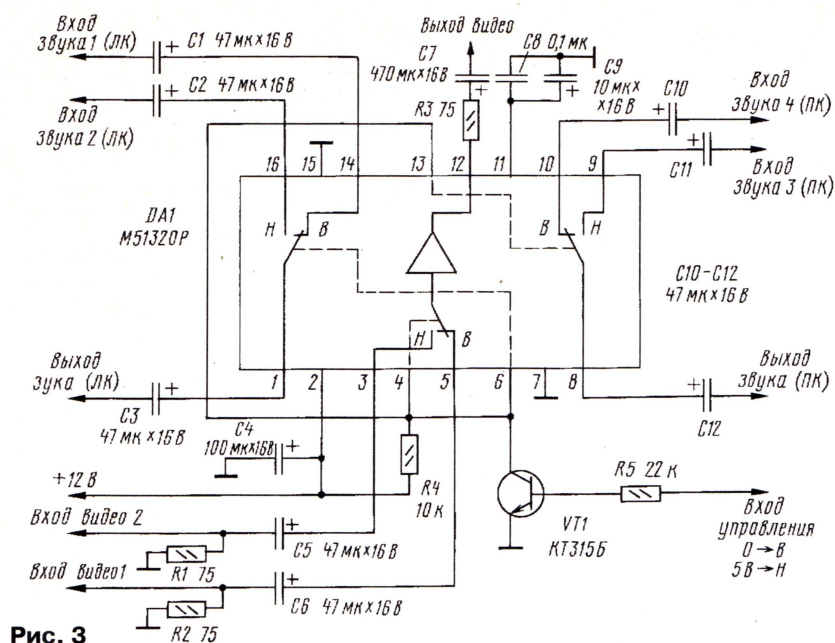 Вход
звука 1 (ЛК)
C1 47 мк×16 В
C2 47 мк×16 В
Вход
звука 2 (ЛК)
Выход видео
C7
470 мк×16 В
R3 75
C8 0,1 мк
C9
10 мк×
×16 В
C10
Вход
звука 4 (ПК)
C11
Вход
звука 3 (ПК)
16 15 14 13 12 11 10 9
DA1
M51320P
Н В
В Н
C10–C12
47 мк×16 В
Н В
1 2 3 4 5 6 7 8
Выход
зука (ЛК)
C3
47 мк×16 В
Выход
звука (ПК)
C12
C4
100 мк×16В
+12 В
R4
10 к
R5 22 к
VT1
КТ315Б
Вход
управления
0→В
5В→Н
Вход видео 2
R1 75
C5 47 мк×16 В
Вход видео1
R2 75
C6 47 мк×16 В
Рис. 3